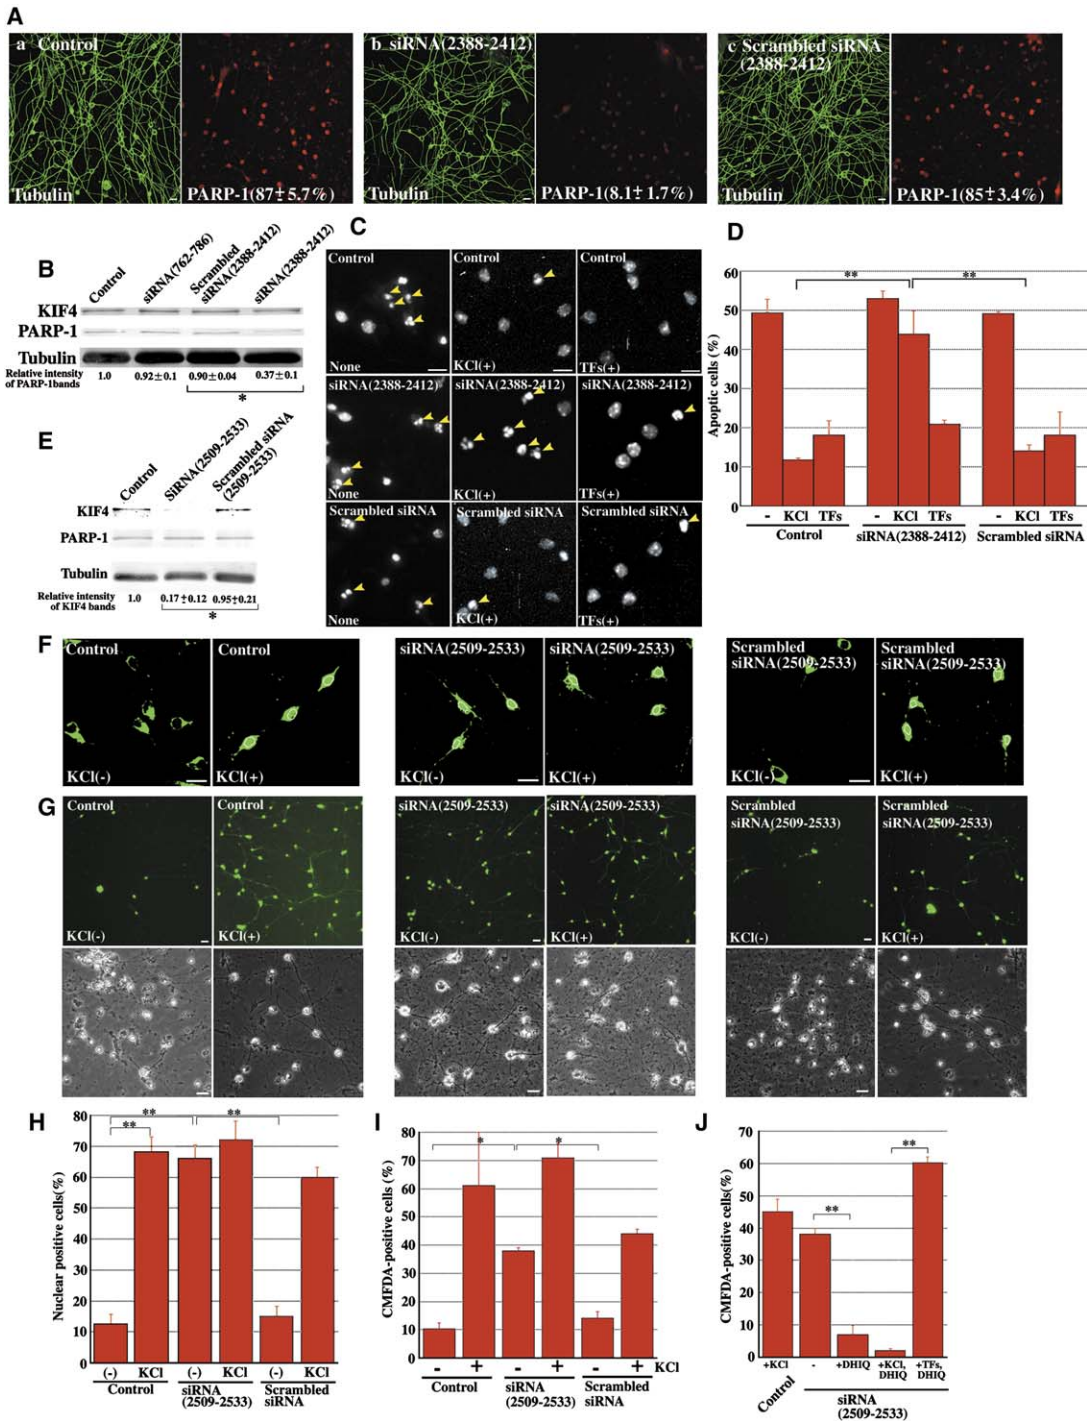 A
a Control
Tubulin
PARP-1(87± 5.7%)
b siRNA(2388-2412)
Tubulin
PARP-1(8.1± 1.7%)
c Scrambled siRNA
(2388-2412)
Tubulin
PARP-1(85± 3.4%)
B
Control
siRNA(762-786)
Scrambled
siRNA(2388-2412)
siRNA(2388-2412)
KIF4
PARP-1
Tubulin
Relative intensity
of PARP-1bands
1.0
0.92±0.1
0.90±0.04
0.37±0.1
*
C
Control
None
Control
KCl(+)
Control
TFs(+)
siRNA(2388-2412)
None
siRNA(2388-2412)
KCl(+)
siRNA(2388-2412)
TFs(+)
Scrambled siRNA
None
Scrambled siRNA
KCl(+)
Scrambled siRNA
TFs(+)
D
Apoptic cells (%)
60
50
40
30
20
10
0
**
**
- KCl TFs
- KCl TFs
- KCl TFs
Control
siRNA(2388-2412)
Scrambled siRNA
E
Control
SiRNA(2509-2533)
Scrambled siRNA
(2509-2533)
KIF4
PARP-1
Tubulin
Relative intensity
of KIF4 bands
1.0
0.17±0.12
0.95±0.21
*
F
Control
KCl(-)
Control
KCl(+)
siRNA(2509-2533)
KCl(-)
siRNA(2509-2533)
KCl(+)
Scrambled
siRNA(2509-2533)
KCl(-)
Scrambled
siRNA(2509-2533)
KCl(+)
G
Control
KCl(-)
Control
KCl(+)
siRNA(2509-2533)
KCl(-)
siRNA(2509-2533)
KCl(+)
Scrambled
siRNA(2509-2533)
KCl(-)
Scrambled
siRNA(2509-2533)
KCl(+)
H
Nuclear positive cells(%)
80
70
60
50
40
30
20
10
0
**
**
**
(-) KCl
(-) KCl
(-) KCl
Control
siRNA
(2509-2533)
Scrambled
siRNA
I
CMFDA-positive cells (%)
80
70
60
50
40
30
20
10
0
*
*
- + - + - + KCl
Control
siRNA
(2509-2533)
Scrambled
siRNA
J
CMFDA-positive cells(%)
70
60
50
40
30
20
10
0
**
**
+KCl
-
+DHIQ
+KCl,
DHIQ
+TFs,
DHIQ
Control
siRNA
(2509-2533)